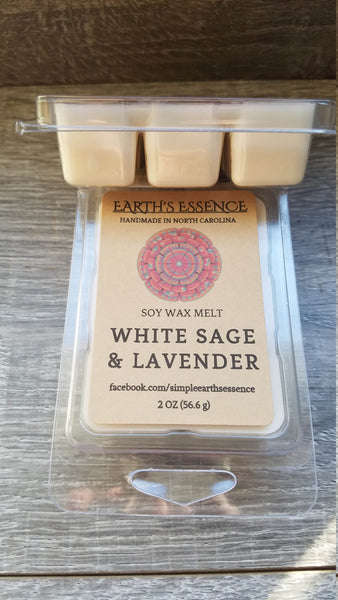 EARTH'S ESSENCE
HANDMADE IN NORTH CAROLINA
SOY WAX MELT
WHITE SAGE
& LAVENDER
facebook.com/simpleearthsessence
2 OZ (56.6 g)